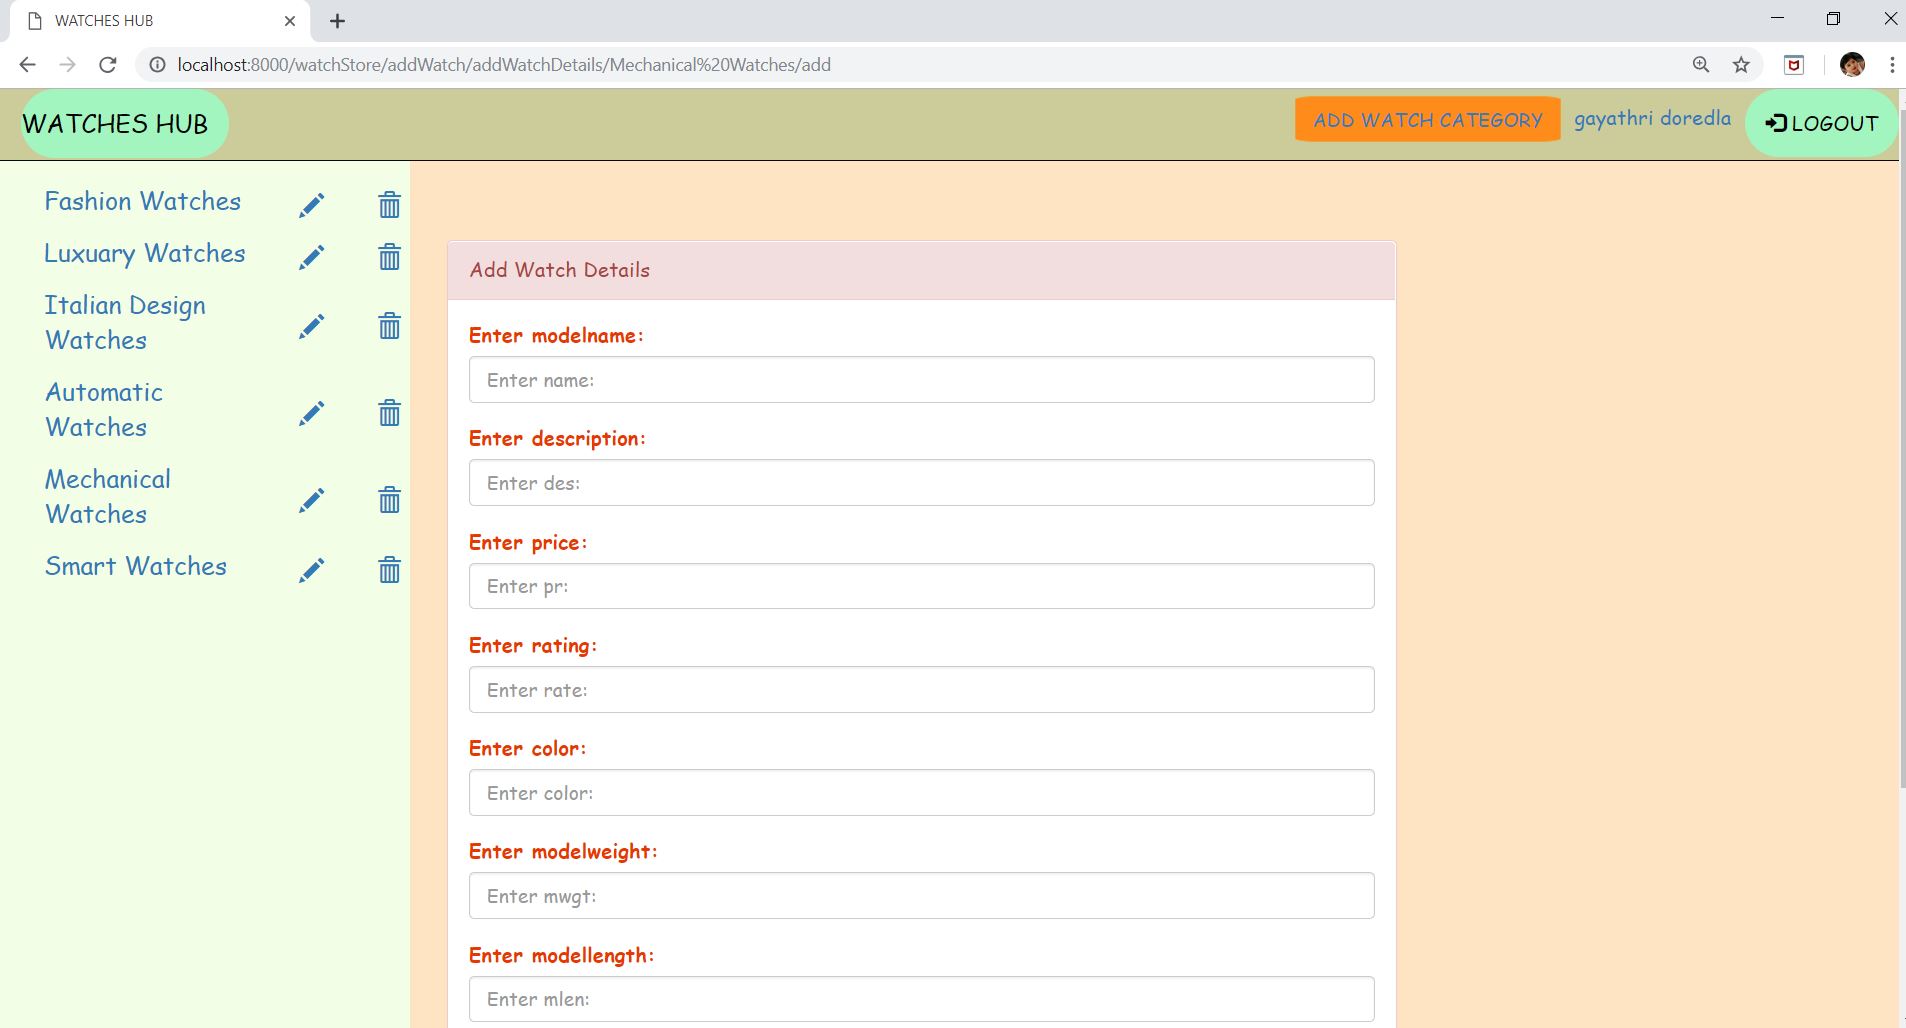 WATCHES HUB
localhost:8000/watchStore/addWatch/addWatchDetails/Mechanical%20Watches/add
WATCHES HUB
ADD WATCH CATEGORY
gayathri doredla
LOGOUT
Fashion Watches
Luxuary Watches
Italian Design
Watches
Automatic
Watches
Mechanical
Watches
Smart Watches
Add Watch Details
Enter modelname:
Enter name:
Enter description:
Enter des:
Enter price:
Enter pr:
Enter rating:
Enter rate:
Enter color:
Enter color:
Enter modelweight:
Enter mwgt:
Enter modellength:
Enter mlen: